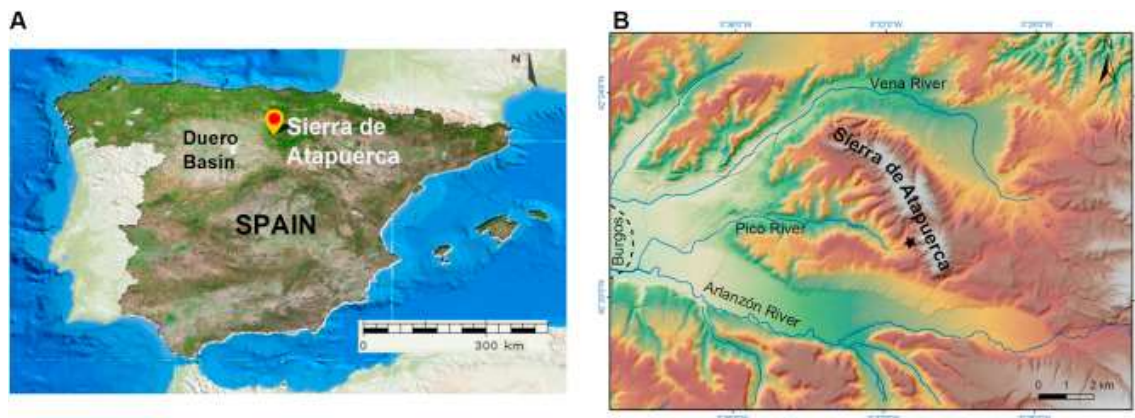 A
N
Duero
Basin
Sierra de
Atapuerca
SPAIN
0
300 km
B
N
Vena River
Sierra de Atapuerca
Pico River
Burgos
Arlanzón River
0 1 2 km